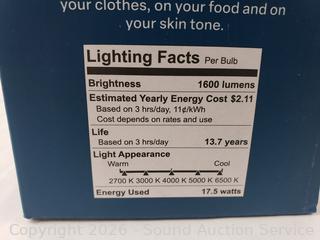 your clothes, on your food and on
your skin tone.
Lighting Facts Per Bulb
Brightness 1600 lumens
Estimated Yearly Energy Cost $2.11
Based on 3 hrs/day, 11¢/kWh
Cost depends on rates and use
Life
Based on 3 hrs/day 13.7 years
Light Appearance
Warm Cool
2700 K 3000 K 4000 K 5000 K 6500 K
Energy Used 17.5 watts
Copyright 2026 - Sound Auction Service